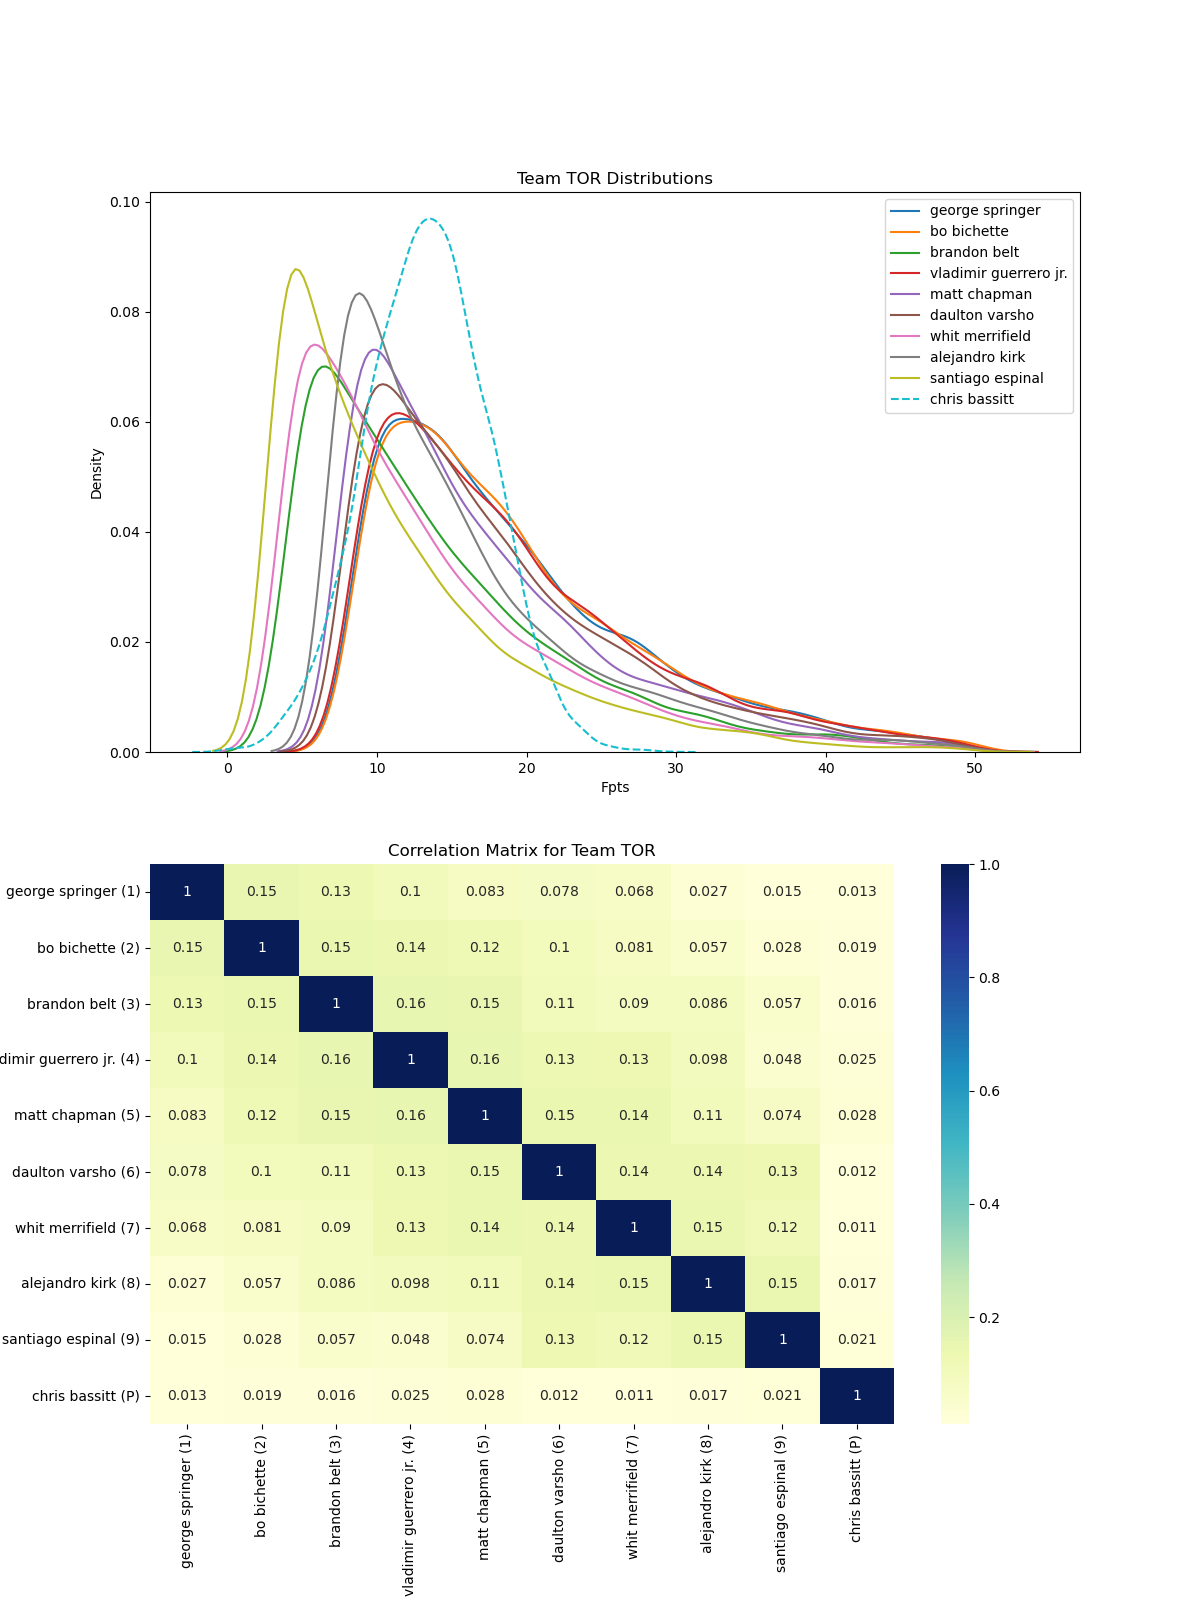 Team TOR Distributions
0.10
0.08
0.06
0.04
0.02
0.00
Density
0 10 20 30 40 50
Fpts
george springer
bo bichette
brandon belt
vladimir guerrero jr.
matt chapman
daulton varsho
whit merrifield
alejandro kirk
santiago espinal
chris bassitt
Correlation Matrix for Team TOR
george springer (1) 1 0.15 0.13 0.1 0.083 0.078 0.068 0.027 0.015 0.013
bo bichette (2) 0.15 1 0.15 0.14 0.12 0.1 0.081 0.057 0.028 0.019
brandon belt (3) 0.13 0.15 1 0.16 0.15 0.11 0.09 0.086 0.057 0.016
dimir guerrero jr. (4) 0.1 0.14 0.16 1 0.16 0.13 0.13 0.098 0.048 0.025
matt chapman (5) 0.083 0.12 0.15 0.16 1 0.15 0.14 0.11 0.074 0.028
daulton varsho (6) 0.078 0.1 0.11 0.13 0.15 1 0.14 0.14 0.13 0.012
whit merrifield (7) 0.068 0.081 0.09 0.13 0.14 0.14 1 0.15 0.12 0.011
alejandro kirk (8) 0.027 0.057 0.086 0.098 0.11 0.14 0.15 1 0.15 0.017
santiago espinal (9) 0.015 0.028 0.057 0.048 0.074 0.13 0.12 0.15 1 0.021
chris bassitt (P) 0.013 0.019 0.016 0.025 0.028 0.012 0.011 0.017 0.021 1
george springer (1)
bo bichette (2)
brandon belt (3)
vladimir guerrero jr. (4)
matt chapman (5)
daulton varsho (6)
whit merrifield (7)
alejandro kirk (8)
santiago espinal (9)
chris bassitt (P)
1.0
0.8
0.6
0.4
0.2